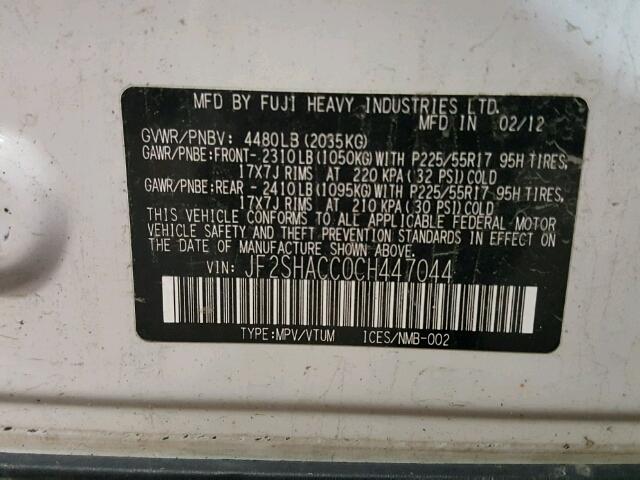 MFD BY FUJI HEAVY INDUSTRIES LTD.
MFD IN 02/12
GVWR/PNBV: 4480LB (2035KG)
GAWR/PNBE:FRONT- 2310LB(1050KG)WITH P225/55R17 95H TIRES,
17X7J RIMS AT 220 KPA(32 PSI)COLD
GAWR/PNBE:REAR - 2410LB(1095KG)WITH P225/55R17 95H TIRES,
17X7J RIMS AT 210 KPA(30 PSI)COLD
THIS VEHICLE CONFORMS TO ALL APPLICABLE FEDERAL MOTOR
VEHICLE SAFETY AND THEFT PREVENTION STANDARDS IN EFFECT ON
THE DATE OF MANUFACTURE SHOWN ABOVE.
VIN: JF2SHACC0CH447044
TYPE:MPV/VTUM ICES/NMB-002